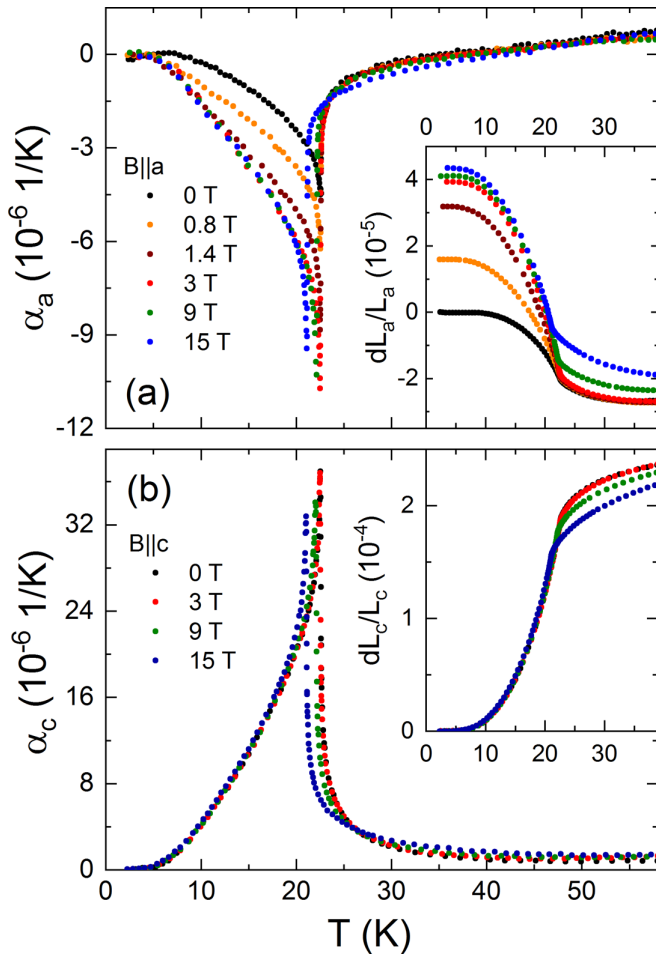 0
-3
-6
-9
-12
α_a (10^-6 1/K)
B||a
0 T
0.8 T
1.4 T
3 T
9 T
15 T
(a)
0 10 20 30
4
2
0
-2
dL_a/L_a (10^-5)
36
32
24
16
8
0
α_c (10^-6 1/K)
(b)
B||c
0 T
3 T
9 T
15 T
2
1
0
dL_c/L_c (10^-4)
0 10 20 30
0 10 20 30 40 50
T (K)